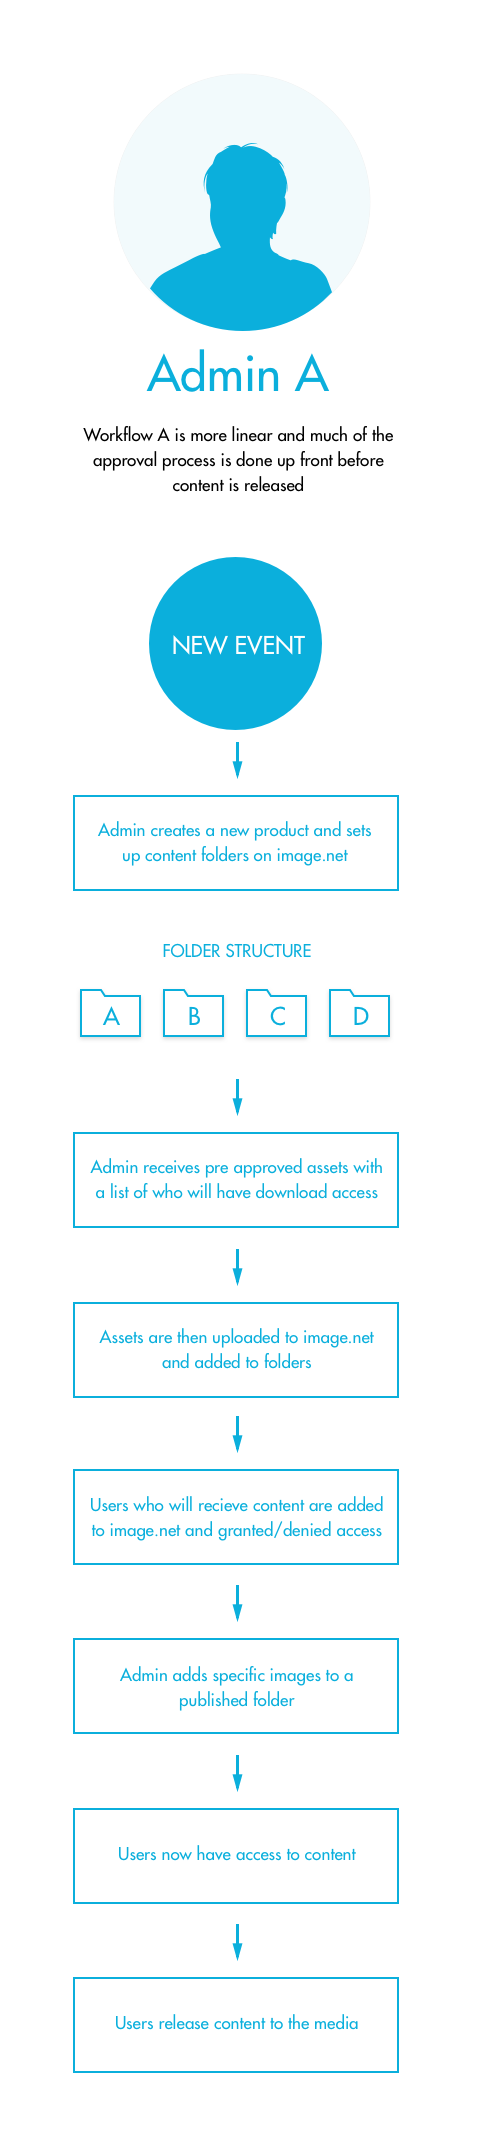 Admin A
Workflow A is more linear and much of the
approval process is done up front before
content is released
NEW EVENT
Admin creates a new product and sets
up content folders on image.net
FOLDER STRUCTURE
A B C D
Admin receives pre approved assets with
a list of who will have download access
Assets are then uploaded to image.net
and added to folders
Users who will recieve content are added
to image.net and granted/denied access
Admin adds specific images to a
published folder
Users now have access to content
Users release content to the media